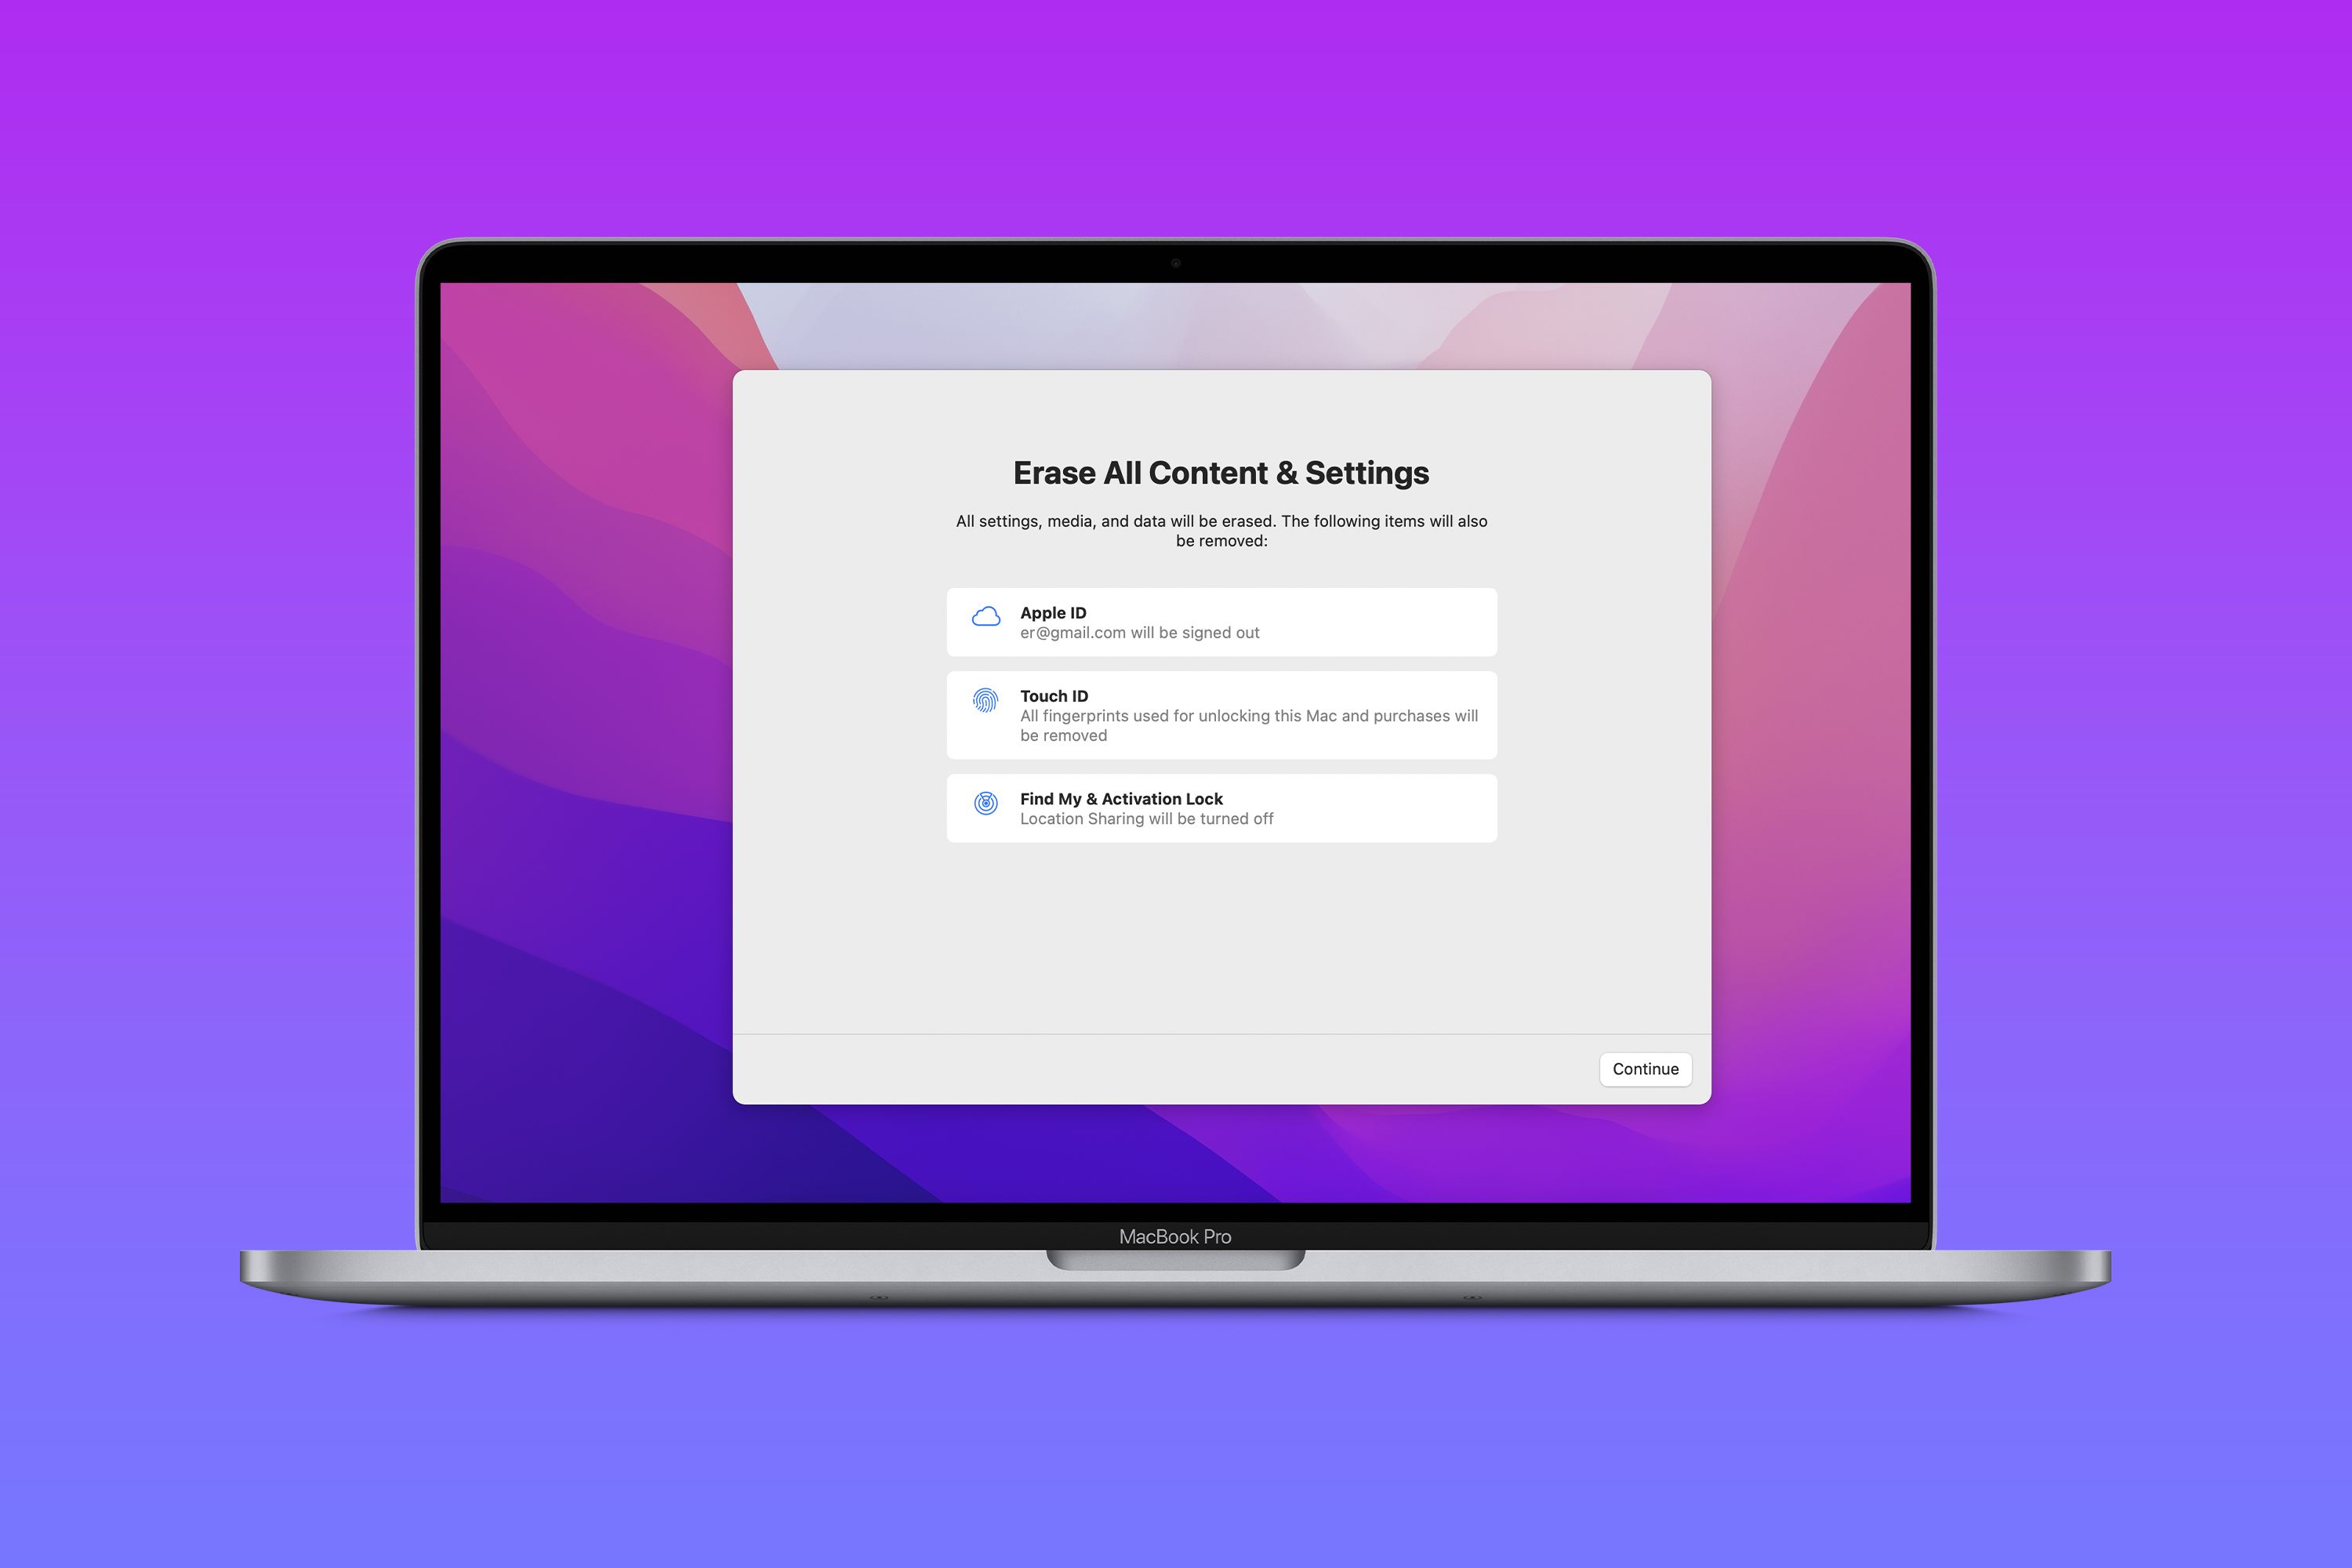 Erase All Content & Settings
All settings, media, and data will be erased. The following items will also
be removed:
Apple ID
er@gmail.com will be signed out
Touch ID
All fingerprints used for unlocking this Mac and purchases will
be removed
Find My & Activation Lock
Location Sharing will be turned off
Continue
MacBook Pro